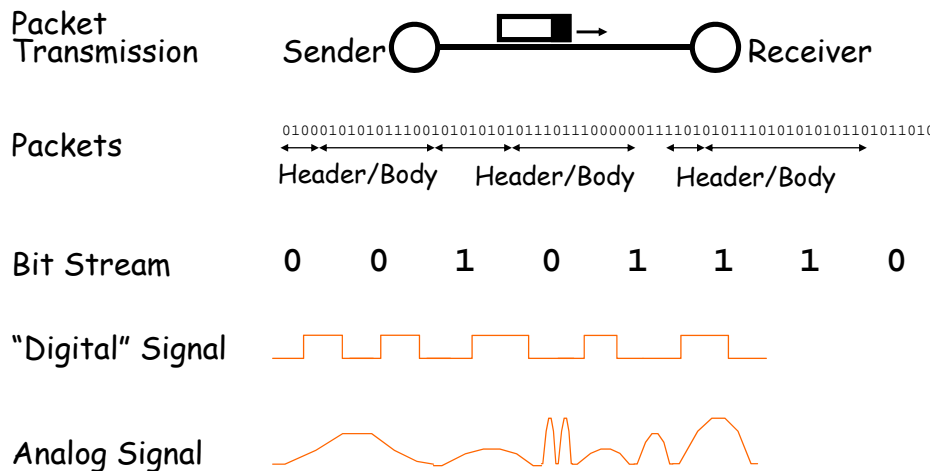 Packet
Transmission
Sender
Receiver
Packets
0100010101011100101010101011101110000001111010101110101010101101011010
Header/Body Header/Body Header/Body
Bit Stream
0 0 1 0 1 1 1 0
“Digital” Signal
Analog Signal